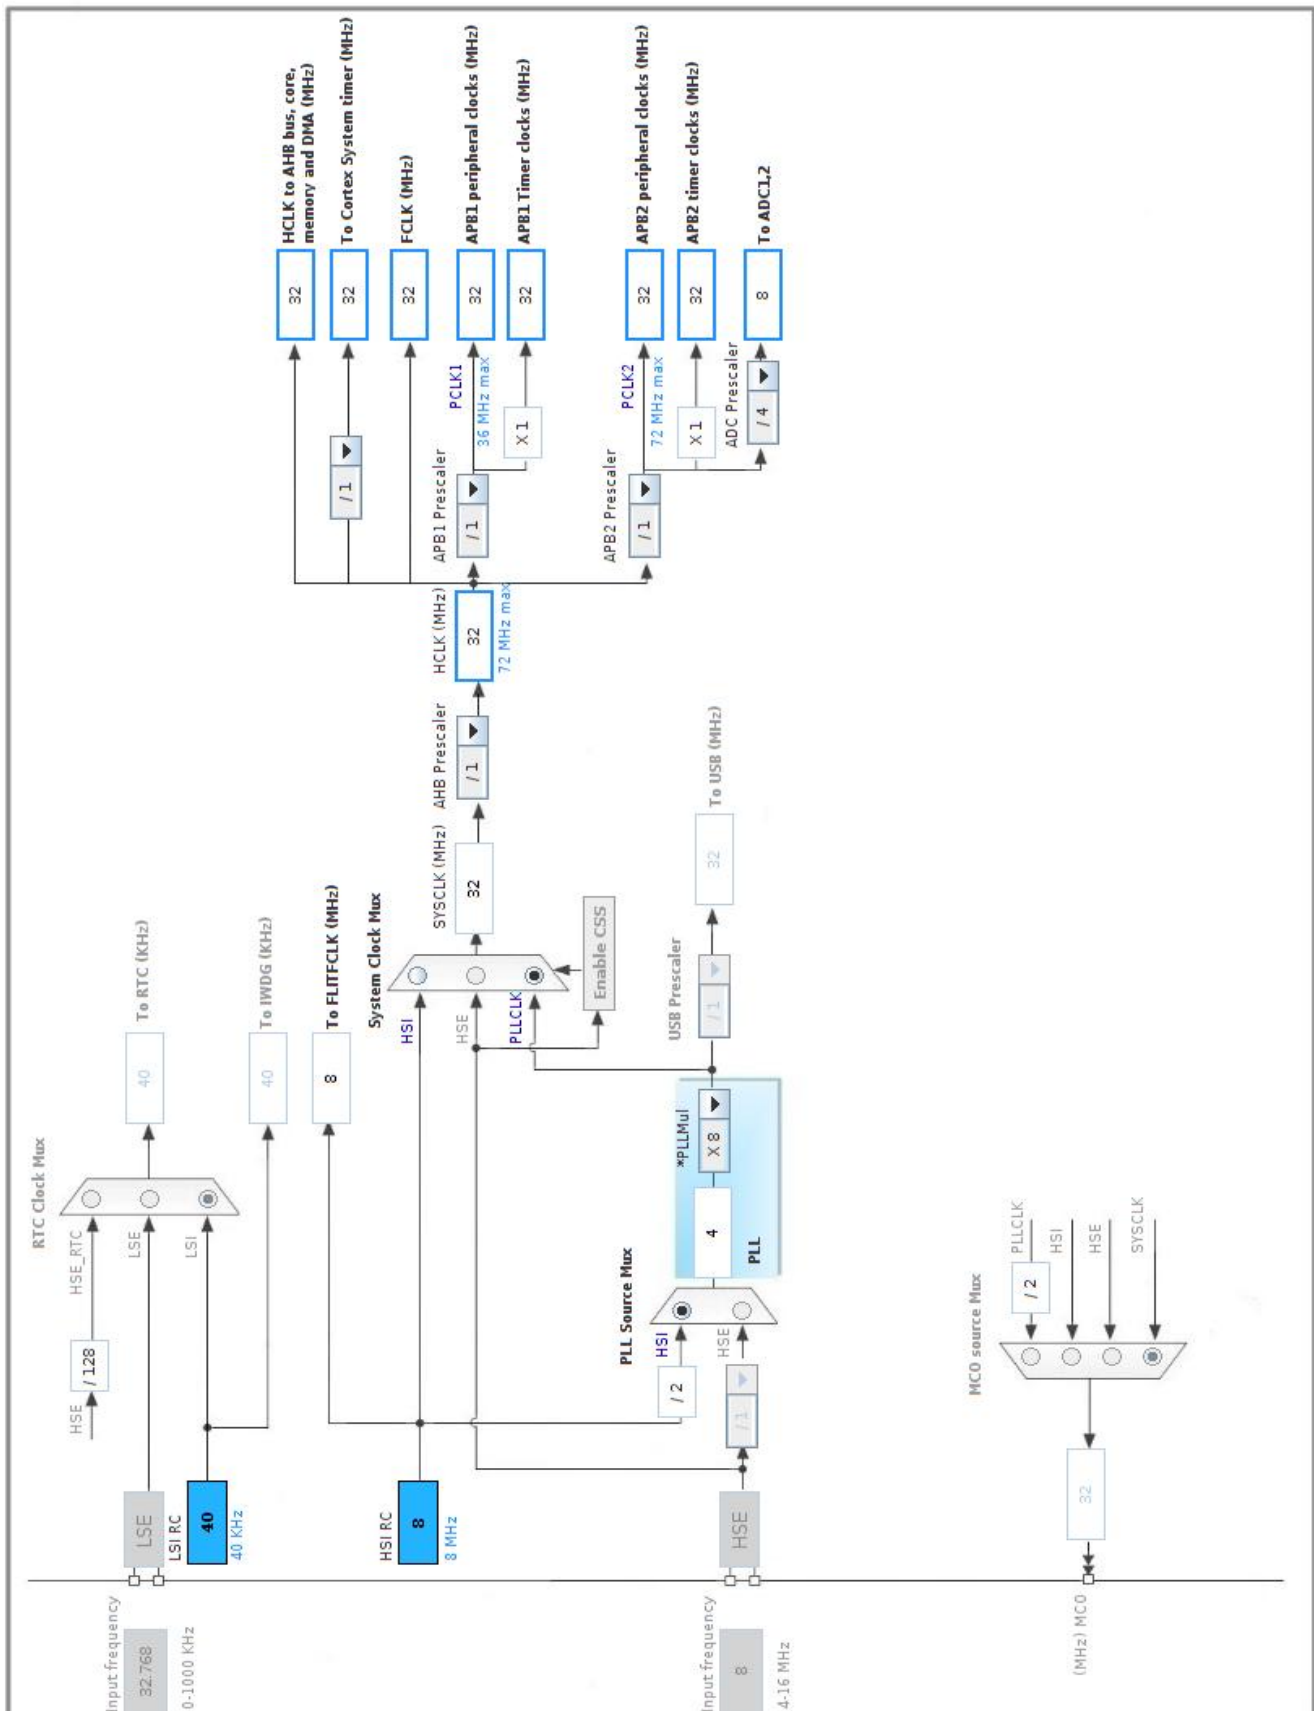 Input frequency
32.768
0-1000 KHz
LSE
LSI RC
40
40 KHz
HSE
/ 128
HSE_RTC
LSE
LSI
RTC Clock Mux
40
To RTC (KHz)
40
To IWDG (KHz)
8
To FLITFCLK (MHz)
HSI RC
8
8 MHz
HSI
HSE
PLLCLK
System Clock Mux
Enable CSS
SYSCLK (MHz)
32
AHB Prescaler
/ 1
HCLK (MHz)
32
72 MHz max
/ 1
32
HCLK to AHB bus, core,
memory and DMA (MHz)
32
To Cortex System timer (MHz)
32
FCLK (MHz)
APB1 Prescaler
/ 1
PCLK1
36 MHz max
32
APB1 peripheral clocks (MHz)
X 1
32
APB1 Timer clocks (MHz)
APB2 Prescaler
/ 1
PCLK2
72 MHz max
32
APB2 peripheral clocks (MHz)
X 1
32
APB2 timer clocks (MHz)
ADC Prescaler
/ 4
8
To ADC1,2
Input frequency
8
4-16 MHz
HSE
/ 1
/ 2
HSI
HSE
PLL Source Mux
4
*PLLMul
X 8
PLL
USB Prescaler
/ 1
32
To USB (MHz)
(MHz) MCO
32
MCO source Mux
/ 2
PLLCLK
HSI
HSE
SYSCLK